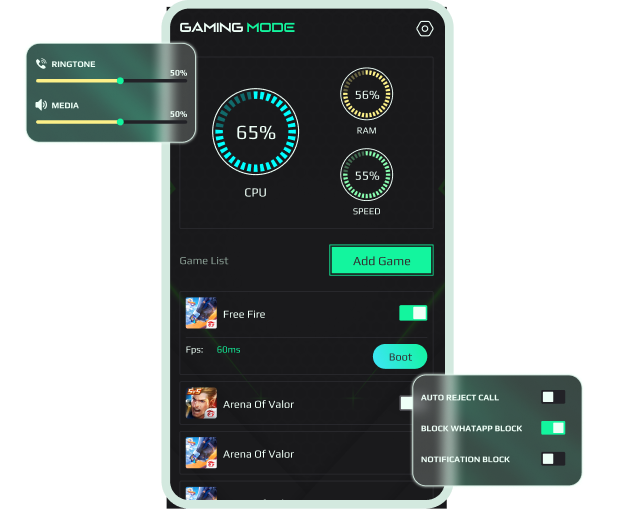 GAMING MODE
RINGTONE
50%
MEDIA
50%
65%
CPU
56%
RAM
55%
SPEED
Game List
Add Game
Free Fire
Fps: 60ms
Boot
5v5
Arena Of Valor
Arena Of Valor
AUTO REJECT CALL
BLOCK WHATAPP BLOCK
NOTIFICATION BLOCK